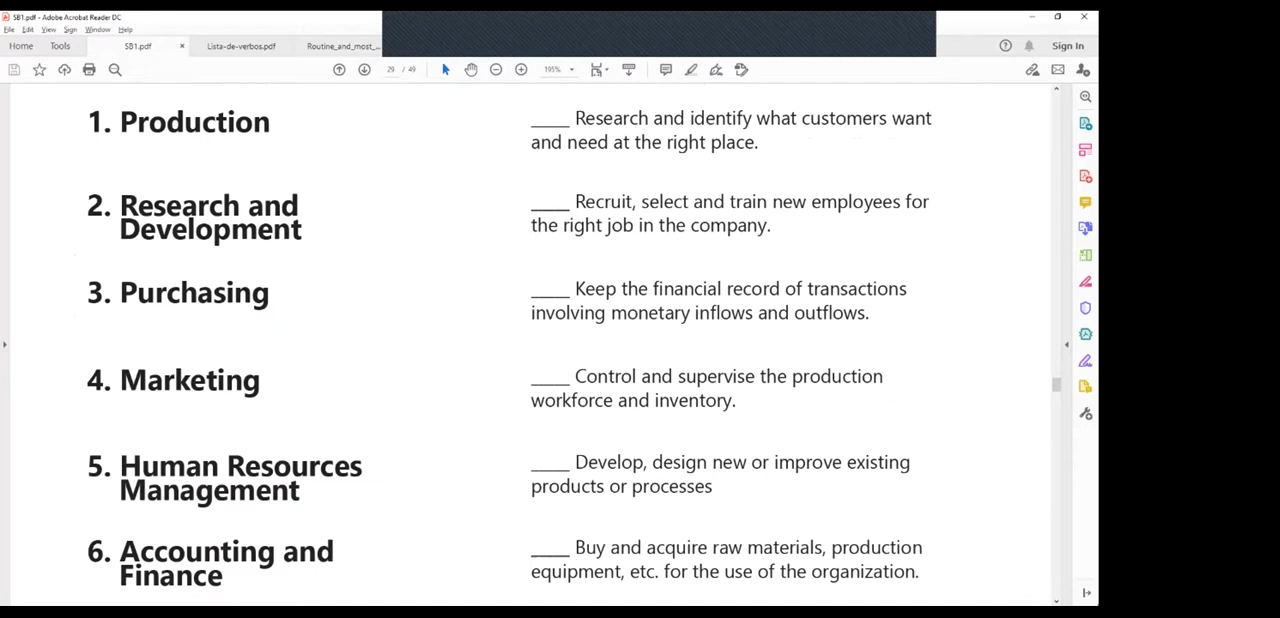 SB1.pdf - Adobe Acrobat Reader DC
File Edit View Sign Window Help
Home Tools SB1.pdf × Lista-de-verbos.pdf Routine_and_most_... Sign In
29 / 49 195%
1. Production
____ Research and identify what customers want
and need at the right place.
2. Research and
Development
____ Recruit, select and train new employees for
the right job in the company.
3. Purchasing
____ Keep the financial record of transactions
involving monetary inflows and outflows.
4. Marketing
____ Control and supervise the production
workforce and inventory.
5. Human Resources
Management
____ Develop, design new or improve existing
products or processes
6. Accounting and
Finance
____ Buy and acquire raw materials, production
equipment, etc. for the use of the organization.